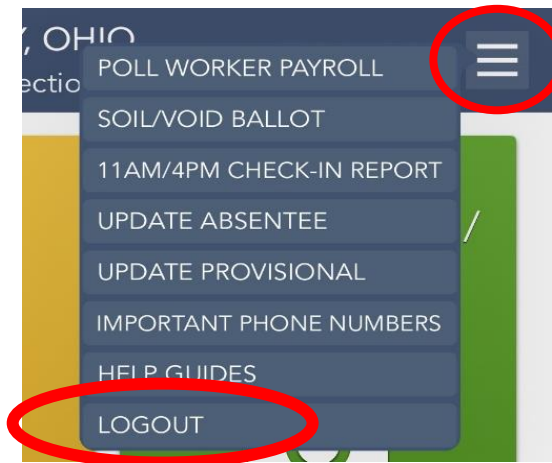 , OHIO
ectio
POLL WORKER PAYROLL
SOIL/VOID BALLOT
11AM/4PM CHECK-IN REPORT
UPDATE ABSENTEE
/
UPDATE PROVISIONAL
IMPORTANT PHONE NUMBERS
HELP GUIDES
LOGOUT